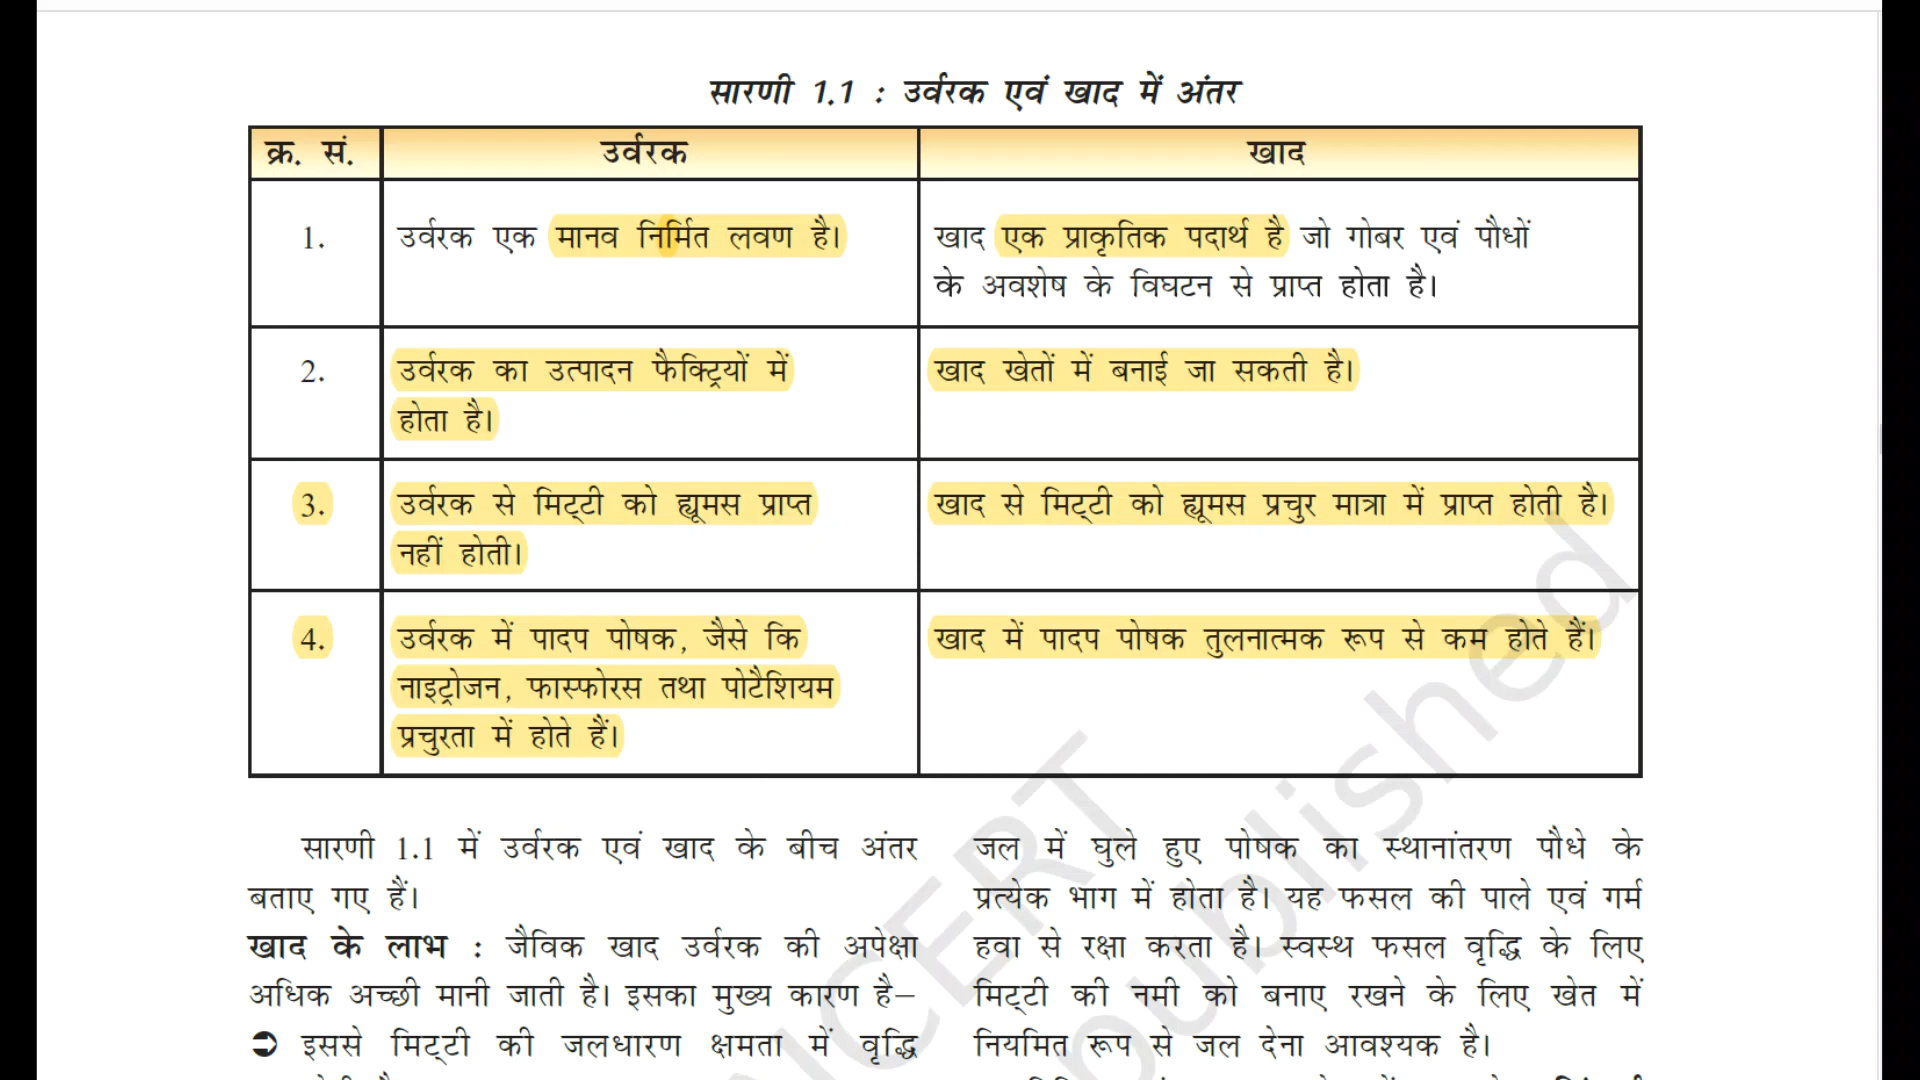 सारणी 1.1 : उर्वरक एवं खाद में अंतर
क्र. सं. उर्वरक खाद
1. उर्वरक एक मानव निर्मित लवण है। खाद एक प्राकृतिक पदार्थ है जो गोबर एवं पौधों
के अवशेष के विघटन से प्राप्त होता है।
2. उर्वरक का उत्पादन फैक्ट्रियों में खाद खेतों में बनाई जा सकती है।
होता है।
3. उर्वरक से मिट्टी को ह्यूमस प्राप्त खाद से मिट्टी को ह्यूमस प्रचुर मात्रा में प्राप्त होती है।
नहीं होती।
4. उर्वरक में पादप पोषक, जैसे कि खाद में पादप पोषक तुलनात्मक रूप से कम होते हैं।
नाइट्रोजन, फास्फोरस तथा पोटैशियम
प्रचुरता में होते हैं।
सारणी 1.1 में उर्वरक एवं खाद के बीच अंतर
बताए गए हैं।
खाद के लाभ : जैविक खाद उर्वरक की अपेक्षा
अधिक अच्छी मानी जाती है। इसका मुख्य कारण है–
➲ इससे मिट्टी की जलधारण क्षमता में वृद्धि
जल में घुले हुए पोषक का स्थानांतरण पौधे के
प्रत्येक भाग में होता है। यह फसल की पाले एवं गर्म
हवा से रक्षा करता है। स्वस्थ फसल वृद्धि के लिए
मिट्टी की नमी को बनाए रखने के लिए खेत में
नियमित रूप से जल देना आवश्यक है।
NCERT
published